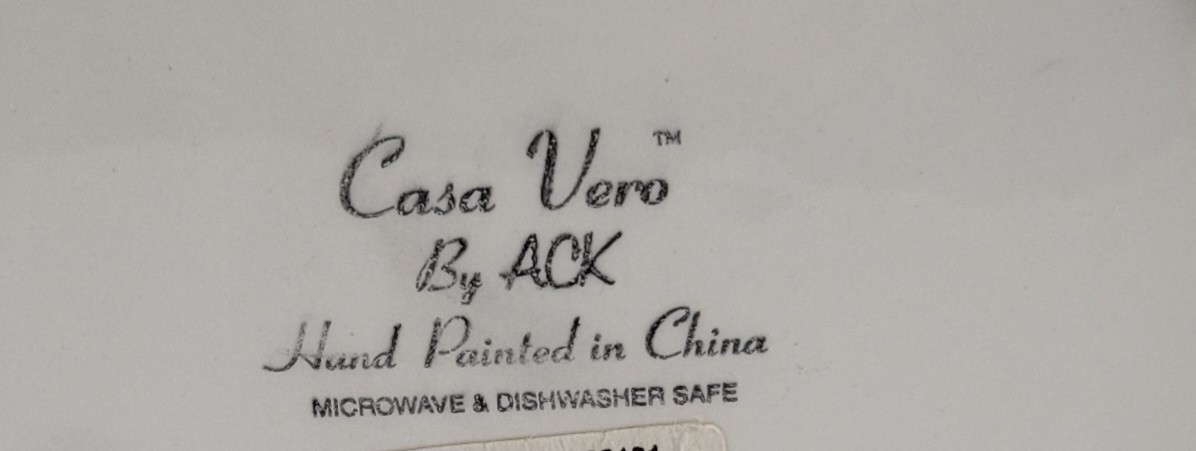 Casa Vero™
By ACK
Hand Painted in China
MICROWAVE & DISHWASHER SAFE